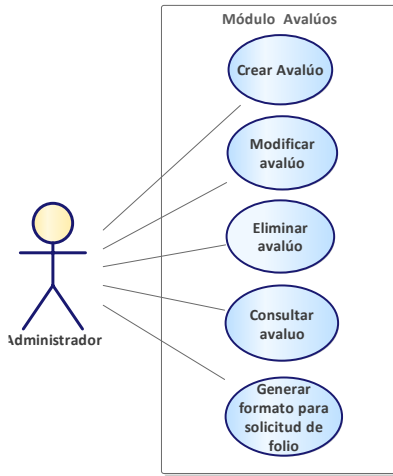 Módulo Avalúos
Crear Avalúo
Modificar
avalúo
Eliminar
avalúo
Consultar
avaluo
Administrador
Generar
formato para
solicitud de
folio